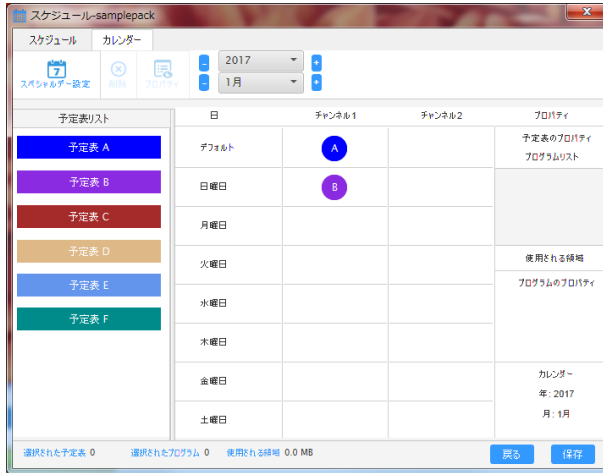 スケジュール-samplepack
スケジュール カレンダー
スペシャルデー設定 削除 プロパティ
2017
1月
予定表リスト 日 チャンネル1 チャンネル2 プロパティ
予定表 A
予定表 B
予定表 C
予定表 D
予定表 E
予定表 F
デフォルト A
日曜日 B
月曜日
火曜日
水曜日
木曜日
金曜日
土曜日
予定表のプロパティ
プログラムリスト
使用される領域
プログラムのプロパティ
カレンダー
年: 2017
月: 1月
選択された予定表 0 選択されたプログラム 0 使用される領域 0.0 MB
戻る 保存